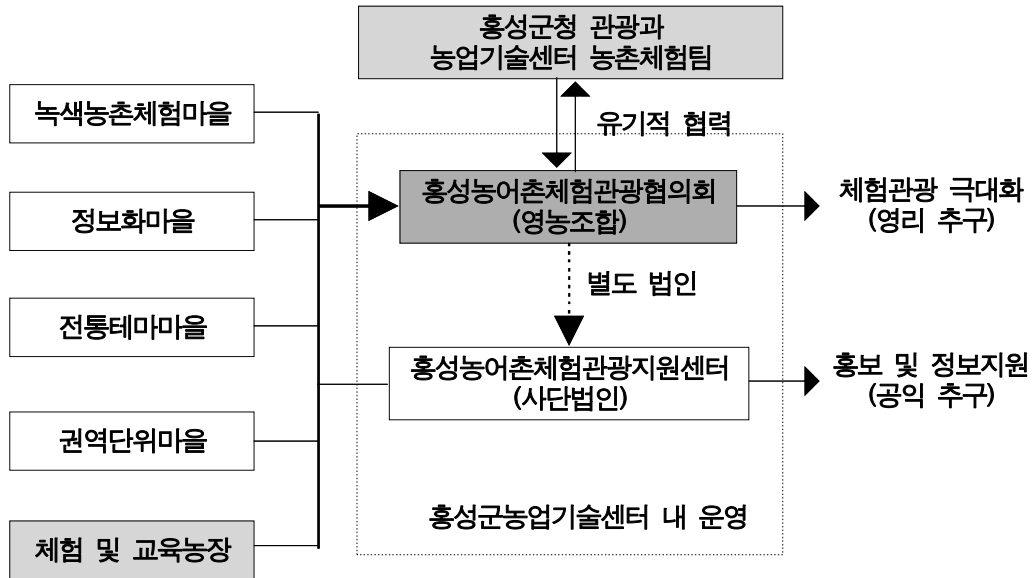 홍성군청 관광과
농업기술센터 농촌체험팀
유기적 협력
녹색농촌체험마을
정보화마을
전통테마마을
권역단위마을
체험 및 교육농장
홍성농어촌체험관광협의회
(영농조합)
별도 법인
홍성농어촌체험관광지원센터
(사단법인)
홍성군농업기술센터 내 운영
체험관광 극대화
(영리 추구)
홍보 및 정보지원
(공익 추구)